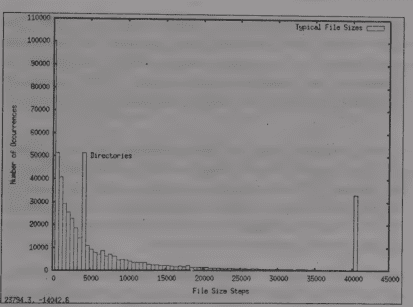 110000
Typical File Sizes
100000
90000
80000
70000
60000
Number of Occurrences
50000
Directories
40000
30000
20000
10000
0
0 5000 10000 15000 20000 25000 30000 35000 40000 45000
File Size Steps
23794.3, -14042.6